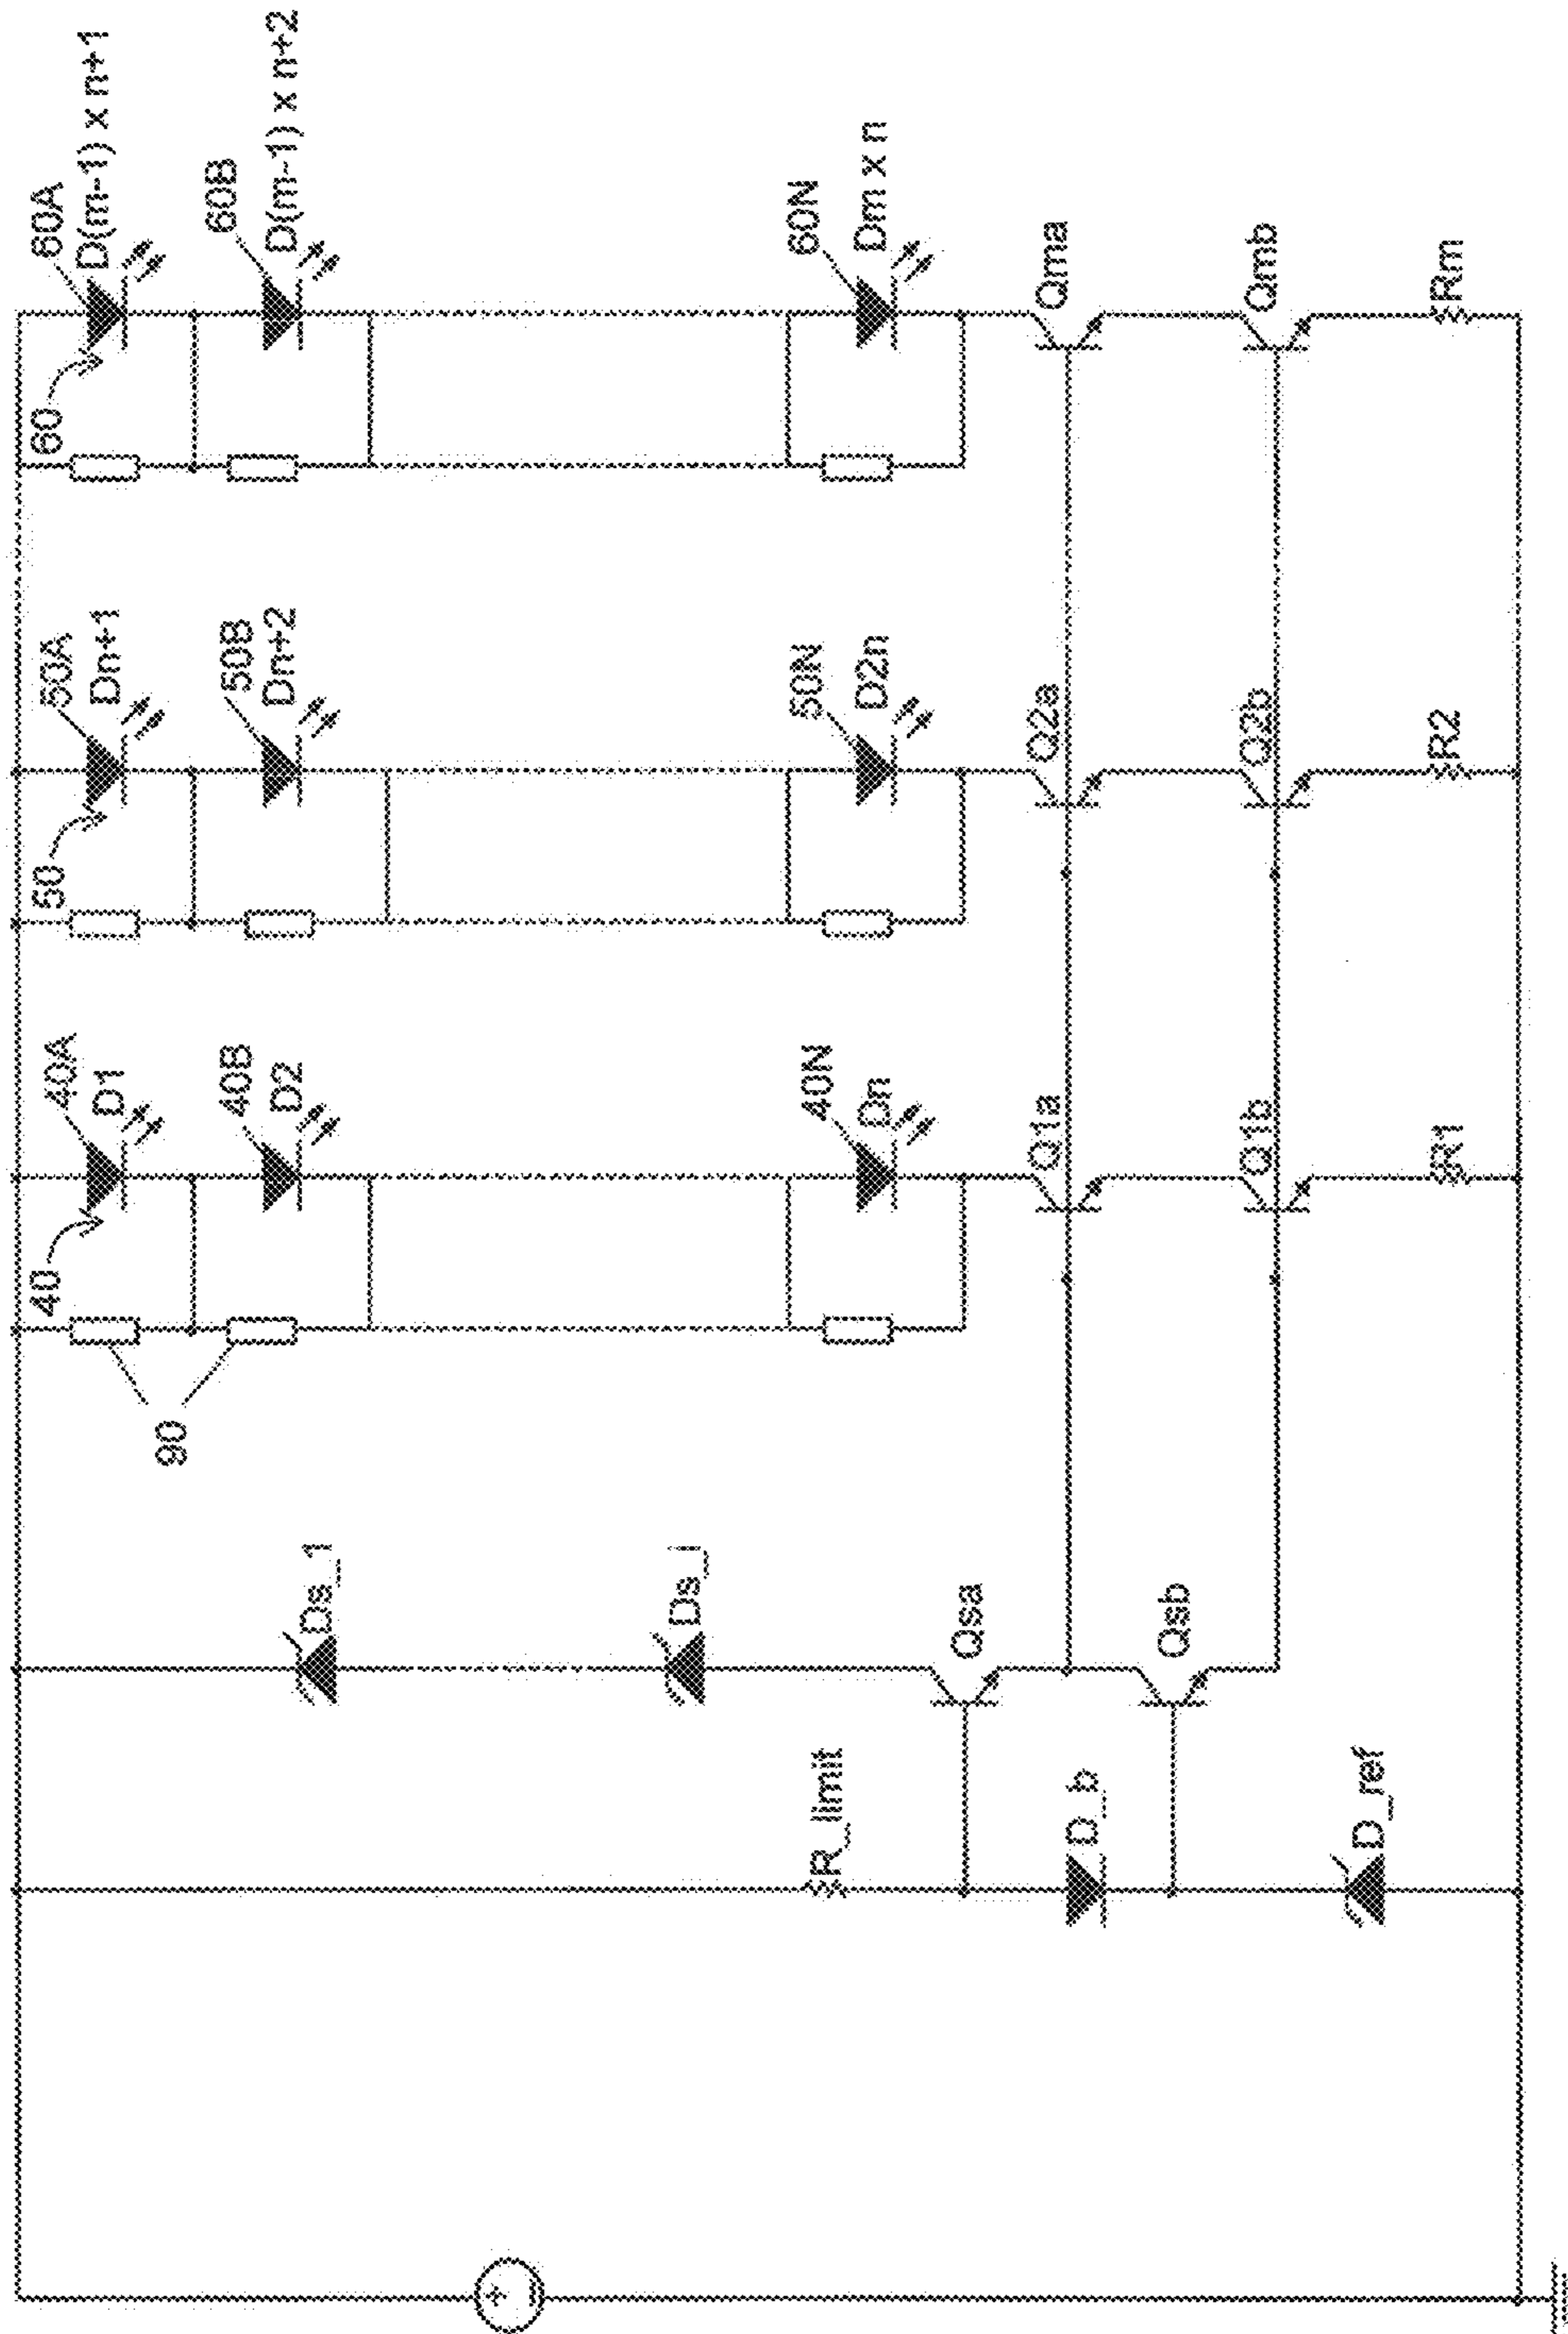 60A
D(m-1) x n+1
60
60B
D(m-1) x n+2
60N
Dm x n
Qma
Qmb
Rm
50A
Dn+1
50
50B
Dn+2
50N
D2n
Q2a
Q2b
R2
40A
D1
40
40B
D2
40N
Dn
Q1a
Q1b
R1
90
Ds_1
Ds_i
Qsa
Qsb
R_limit
D_b
D_ref
+